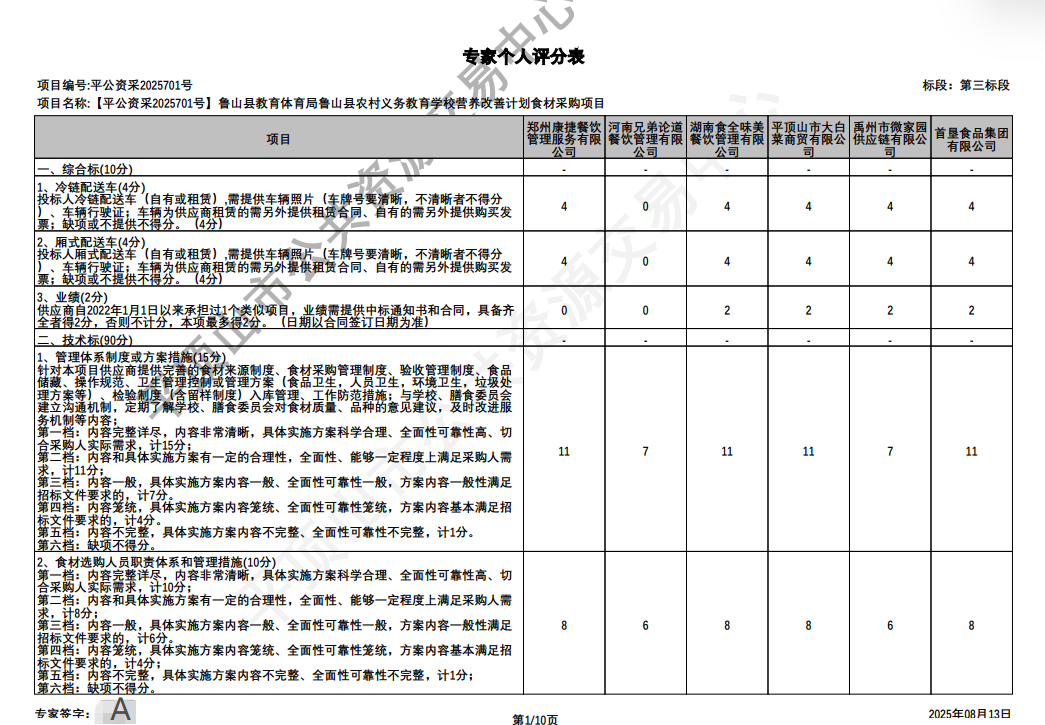 专家个人评分表
项目编号:平公资采2025701号
标段：第三标段
项目名称:【平公资采2025701号】鲁山县教育体育局鲁山县农村义务教育学校营养改善计划食材采购项目
项目
郑州康捷餐饮
管理服务有限
公司
河南兄弟论道
餐饮管理有限
公司
湖南食全味美
餐饮管理有限
公司
平顶山市大白
菜商贸有限公
司
禹州市微家园
供应链有限公
司
首垦食品集团
有限公司
一、综合标(10分)
- - - - - -
1、冷链配送车(4分)
投标人冷链配送车（自有或租赁）,需提供车辆照片（车牌号要清晰，不清晰者不得分
）、车辆行驶证；车辆为供应商租赁的需另外提供租赁合同、自有的需另外提供购买发
票；缺项或不提供不得分。（4分）
4 0 4 4 4 4
2、厢式配送车(4分)
投标人厢式配送车（自有或租赁）,需提供车辆照片（车牌号要清晰，不清晰者不得分
）、车辆行驶证；车辆为供应商租赁的需另外提供租赁合同、自有的需另外提供购买发
票；缺项或不提供不得分。（4分）
4 0 4 4 4 4
3、业绩(2分)
供应商自2022年1月1日以来承担过1个类似项目，业绩需提供中标通知书和合同，具备齐
全者得2分，否则不计分，本项最多得2分。（日期以合同签订日期为准）
0 0 2 2 2 2
二、技术标(90分)
- - - - - -
1、管理体系制度或方案措施(15分)
针对本项目供应商提供完善的食材来源制度、食材采购管理制度、验收管理制度、食品
储藏、操作规范、卫生管理控制或管理方案（食品卫生，人员卫生，环境卫生，垃圾处
理方案等）、检验制度（含留样制度）入库管理、工作防范措施；与学校、膳食委员会
建立沟通机制，定期了解学校、膳食委员会对食材质量、品种的意见建议，及时改进服
务机制等内容；
第一档：内容完整详尽，内容非常清晰，具体实施方案科学合理、全面性可靠性高、切
合采购人实际需求，计15分；
第二档：内容和具体实施方案有一定的合理性，全面性、能够一定程度上满足采购人需
求，计11分；
第三档：内容一般，具体实施方案内容一般、全面性可靠性一般，方案内容一般性满足
招标文件要求的，计7分。
第四档：内容笼统，具体实施方案内容笼统、全面性可靠性笼统，方案内容基本满足招
标文件要求的，计4分。
第五档：内容不完整，具体实施方案内容不完整、全面性可靠性不完整，计1分。
第六档：缺项不得分。
11 7 11 11 7 11
2、食材选购人员职责体系和管理措施(10分)
第一档：内容完整详尽，内容非常清晰，具体实施方案科学合理、全面性可靠性高、切
合采购人实际需求，计10分；
第二档：内容和具体实施方案有一定的合理性，全面性、能够一定程度上满足采购人需
求，计8分；
第三档：内容一般，具体实施方案内容一般、全面性可靠性一般，方案内容一般性满足
招标文件要求的，计6分。
第四档：内容笼统，具体实施方案内容笼统、全面性可靠性笼统，方案内容基本满足招
标文件要求的，计4分；
第五档：内容不完整，具体实施方案内容不完整、全面性可靠性不完整，计1分；
第六档：缺项不得分。
8 6 8 8 6 8
专家签字：
A
第1/10页
2025年08月13日
平顶山市公共资源交易中心
平顶山市公共资源交易中心